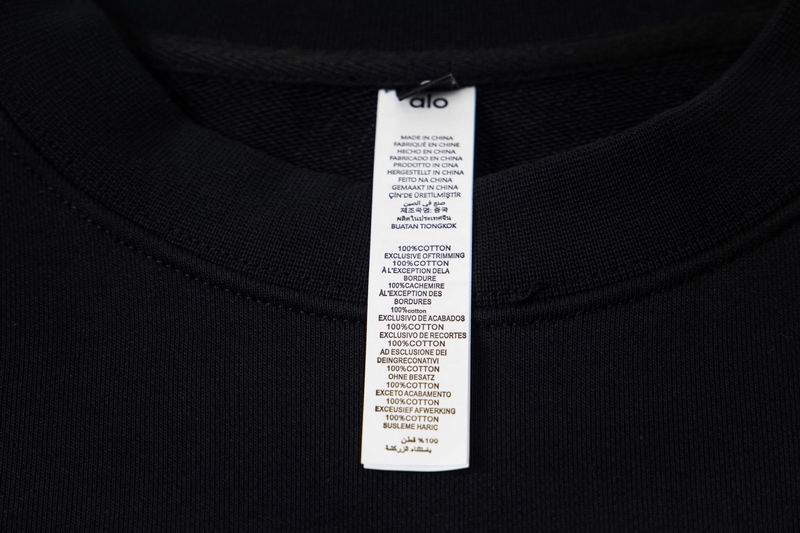 alo
MADE IN CHINA
FABRIQUÉ EN CHINE
HECHO EN CHINA
FABRICADO EN CINA
PRODOTTO IN CINA
HERGESTELLT IN CHINA
FEITO NA CHINA
GEMAAKT IN CHINA
ÇİN'DE ÜRETİLMİŞTİR
صنع في الصين
제조국명: 중국
ผลิตในประเทศจีน
BUATAN TIONGKOK
100%COTTON
EXCLUSIVE OFTRIMMING
100%COTTON
À L'EXCEPTION DELA
BORDURE
100%CACHEMIRE
ÀL'EXCEPTION DES
BORDURES
100%cotton
EXCLUSIVO DE ACABADOS
100%COTTON
EXCLUSIVO DE RECORTES
100%COTTON
AD ESCLUSIONE DEI
DEINGRECONATIVI
100%COTTON
OHNE BESATZ
100%COTTON
EXCETO ACABAMENTO
100%COTTON
EXCEUSIEF AFWERKING
100%COTTON
SUSLEME HARIC
100% قطن
باستثناء الزركشة